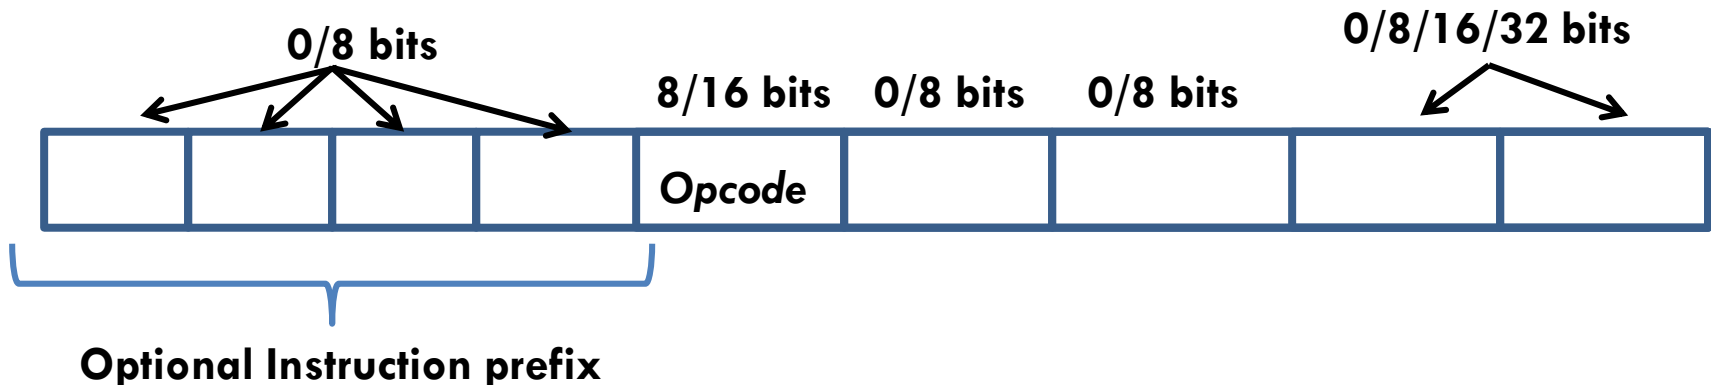 0/8 bits
0/8/16/32 bits
8/16 bits
0/8 bits
0/8 bits
Opcode
Optional Instruction prefix